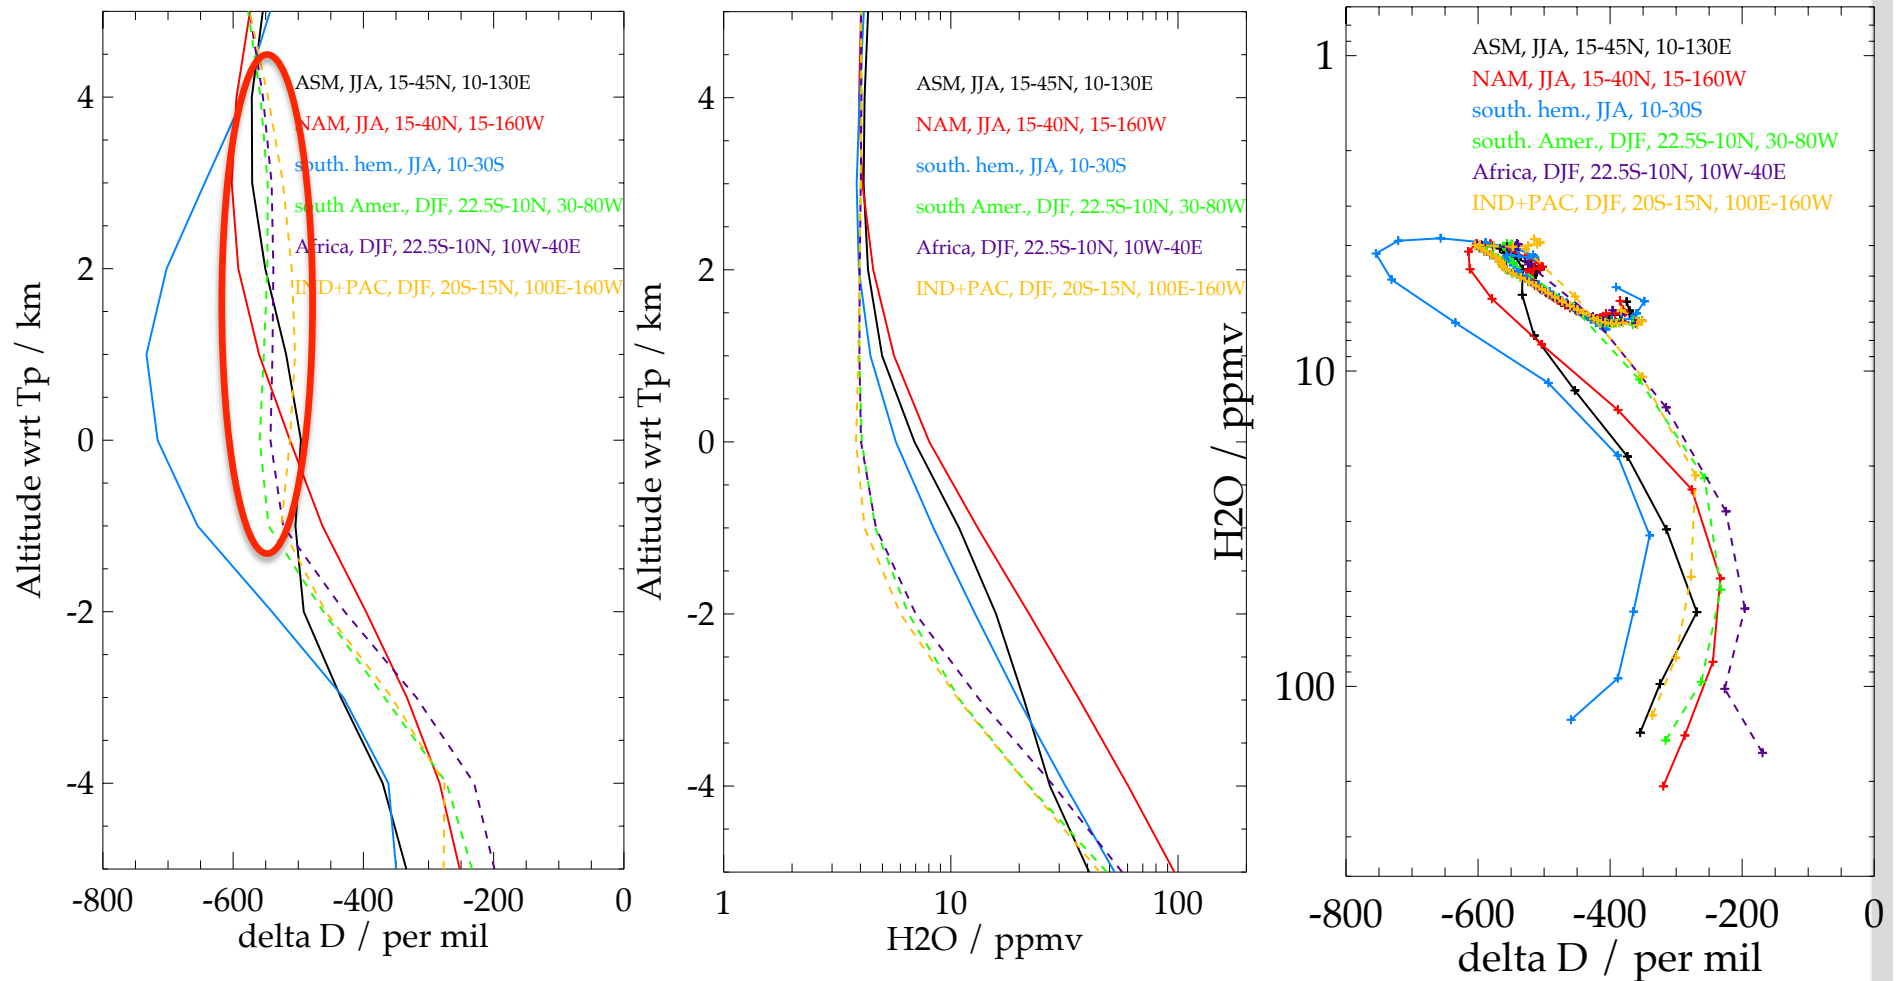 4
2
0
-2
-4
Altitude wrt Tp / km
-800
-600
-400
-200
0
delta D / per mil
ASM, JJA, 15-45N, 10-130E
NAM, JJA, 15-40N, 15-160W
south. hem., JJA, 10-30S
south Amer., DJF, 22.5S-10N, 30-80W
Africa, DJF, 22.5S-10N, 10W-40E
IND+PAC, DJF, 20S-15N, 100E-160W
4
2
0
-2
-4
Altitude wrt Tp / km
1
10
100
H2O / ppmv
ASM, JJA, 15-45N, 10-130E
NAM, JJA, 15-40N, 15-160W
south. hem., JJA, 10-30S
south Amer., DJF, 22.5S-10N, 30-80W
Africa, DJF, 22.5S-10N, 10W-40E
IND+PAC, DJF, 20S-15N, 100E-160W
1
10
100
H2O / ppmv
-800
-600
-400
-200
0
delta D / per mil
ASM, JJA, 15-45N, 10-130E
NAM, JJA, 15-40N, 15-160W
south. hem., JJA, 10-30S
south. Amer., DJF, 22.5S-10N, 30-80W
Africa, DJF, 22.5S-10N, 10W-40E
IND+PAC, DJF, 20S-15N, 100E-160W